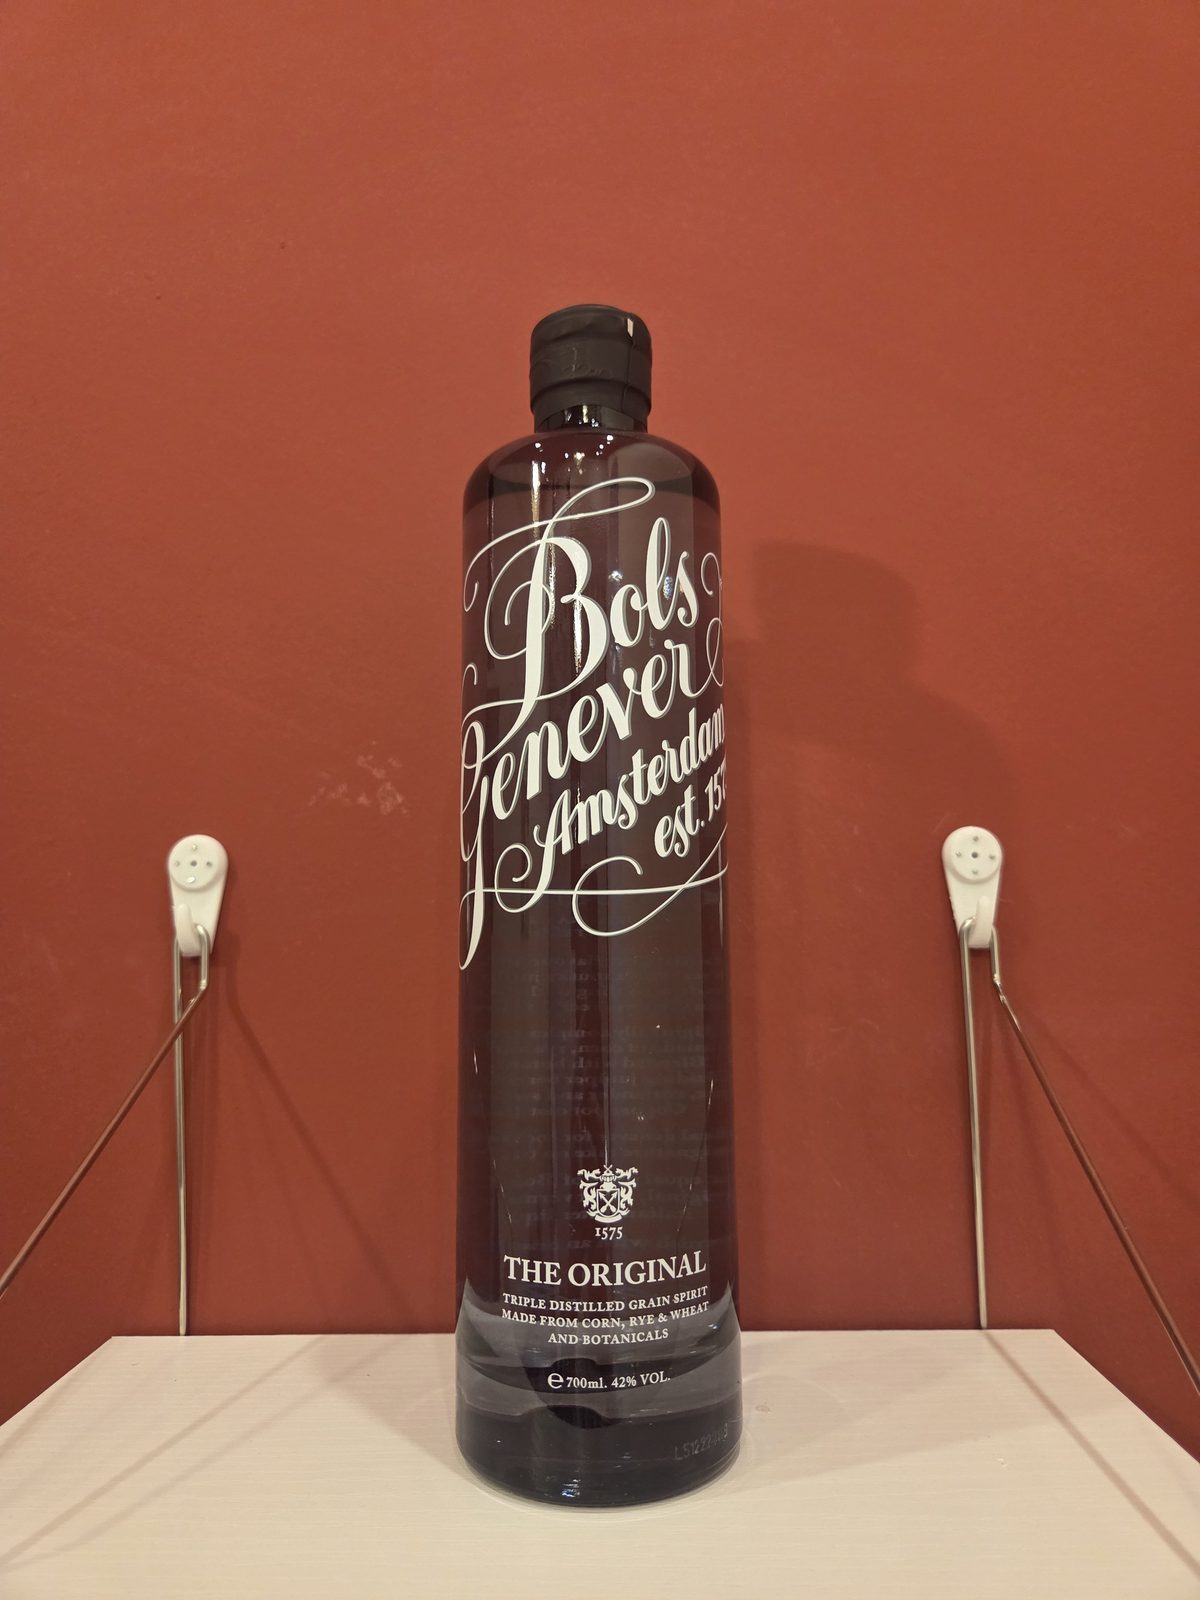 Bols
Genever
Amsterdam
est. 157
1575
THE ORIGINAL
TRIPLE DISTILLED GRAIN SPIRIT
MADE FROM CORN, RYE & WHEAT
AND BOTANICALS
℮ 700ml. 42% VOL.